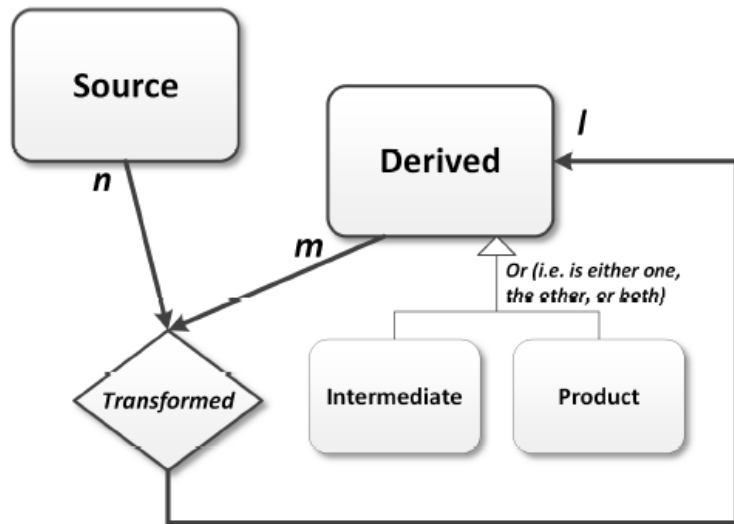 Source
n
Derived
l
m
Or (i.e. is either one,
the other, or both)
Transformed
Intermediate
Product